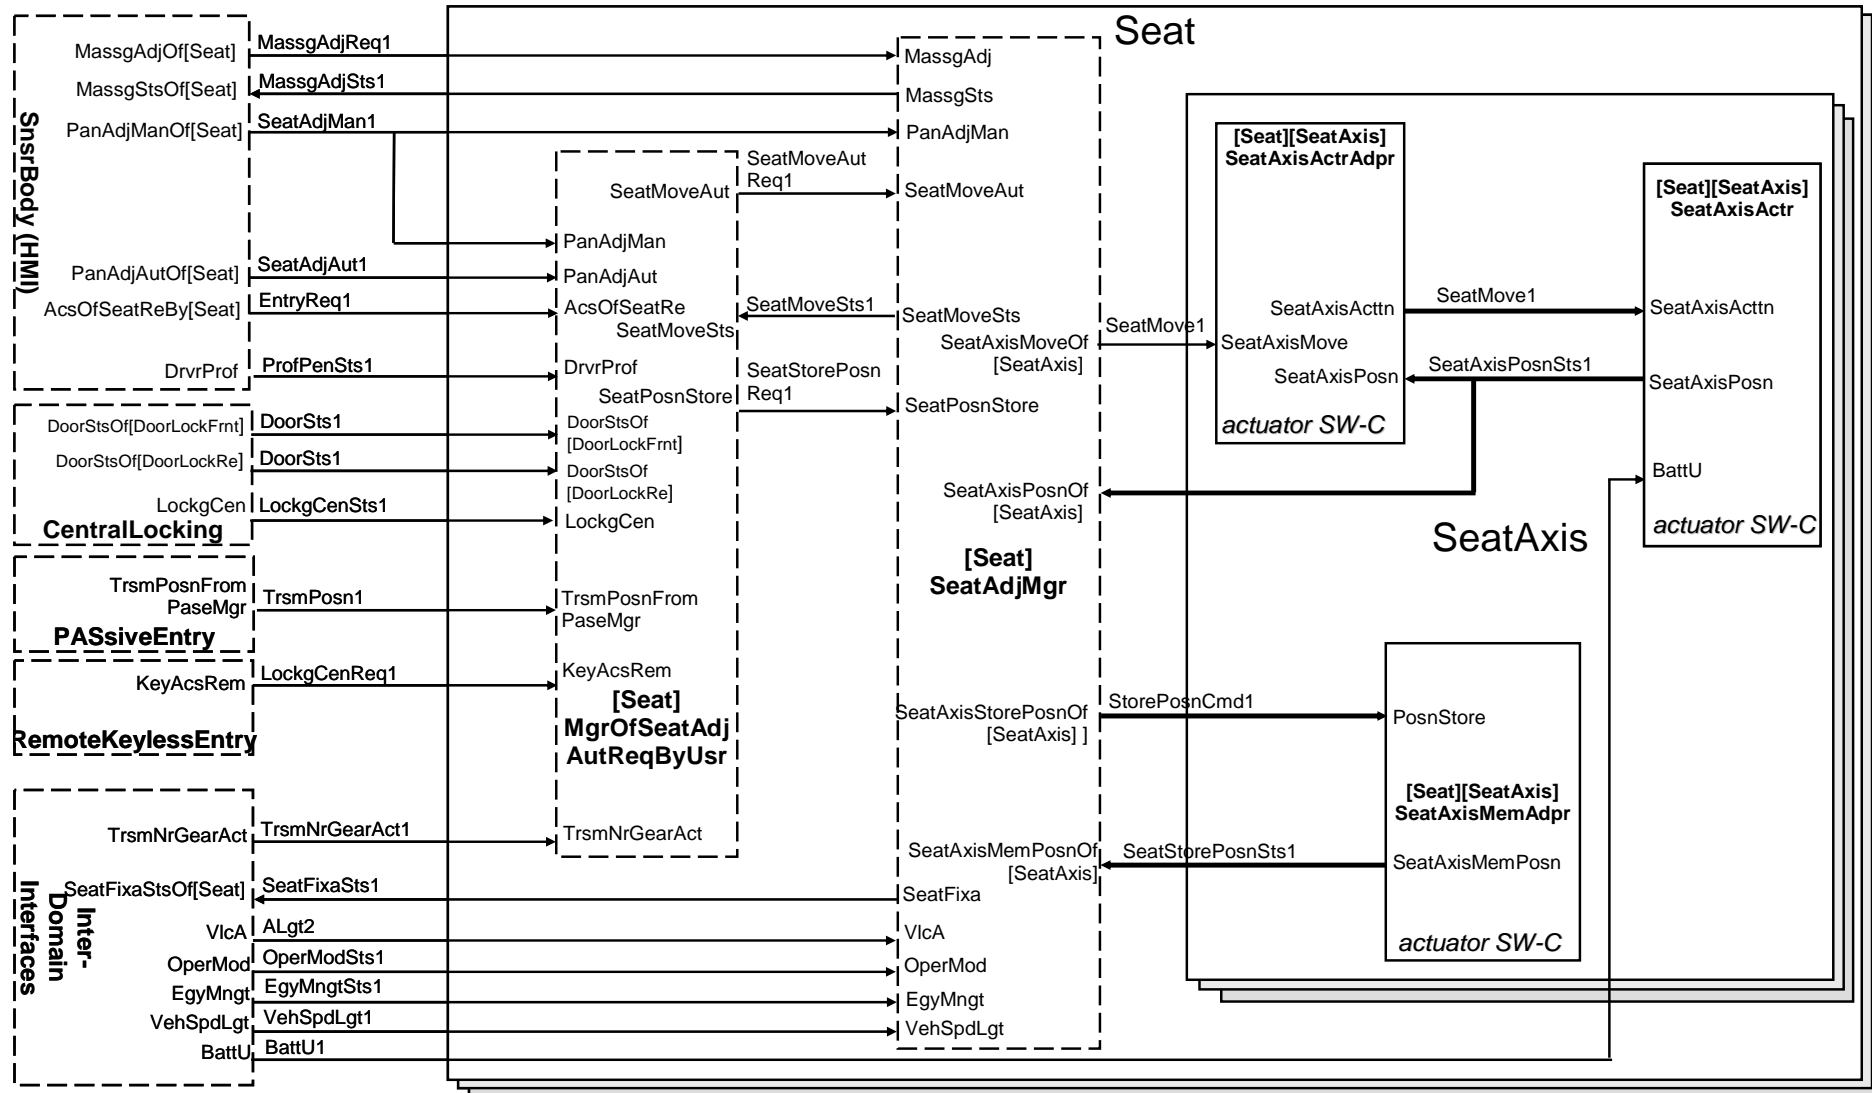 Seat
SnsrBody (HMI)
MassgAdjOf[Seat]
MassgStsOf[Seat]
PanAdjManOf[Seat]
PanAdjAutOf[Seat]
AcsOfSeatReBy[Seat]
DrvrProf
MassgAdjReq1
MassgAdjSts1
SeatAdjMan1
SeatAdjAut1
EntryReq1
ProfPenSts1
DoorStsOf[DoorLockFrnt]
DoorStsOf[DoorLockRe]
LockgCen
CentralLocking
DoorSts1
DoorSts1
LockgCenSts1
TrsmPosnFrom
PaseMgr
PASsiveEntry
TrsmPosn1
KeyAcsRem
RemoteKeylessEntry
LockgCenReq1
Inter-
Domain
Interfaces
TrsmNrGearAct
SeatFixaStsOf[Seat]
VlcA
OperMod
EgyMngt
VehSpdLgt
BattU
TrsmNrGearAct1
SeatFixaSts1
ALgt2
OperModSts1
EgyMngtSts1
VehSpdLgt1
BattU1
SeatMoveAut
PanAdjMan
PanAdjAut
AcsOfSeatRe
SeatMoveSts
DrvrProf
SeatPosnStore
DoorStsOf
[DoorLockFrnt]
DoorStsOf
[DoorLockRe]
LockgCen
TrsmPosnFrom
PaseMgr
KeyAcsRem
[Seat]
MgrOfSeatAdj
AutReqByUsr
TrsmNrGearAct
SeatMoveAut
Req1
SeatMoveSts1
SeatStorePosn
Req1
MassgAdj
MassgSts
PanAdjMan
SeatMoveAut
SeatMoveSts
SeatAxisMoveOf
[SeatAxis]
SeatPosnStore
SeatAxisPosnOf
[SeatAxis]
[Seat]
SeatAdjMgr
SeatAxisStorePosnOf
[SeatAxis] ]
SeatAxisMemPosnOf
[SeatAxis]
SeatFixa
VlcA
OperMod
EgyMngt
VehSpdLgt
SeatMove1
StorePosnCmd1
SeatStorePosnSts1
[Seat][SeatAxis]
SeatAxisActrAdpr
SeatAxisActtn
SeatAxisMove
SeatAxisPosn
actuator SW-C
SeatMove1
SeatAxisPosnSts1
[Seat][SeatAxis]
SeatAxisActr
SeatAxisActtn
SeatAxisPosn
BattU
actuator SW-C
SeatAxis
PosnStore
[Seat][SeatAxis]
SeatAxisMemAdpr
SeatAxisMemPosn
actuator SW-C